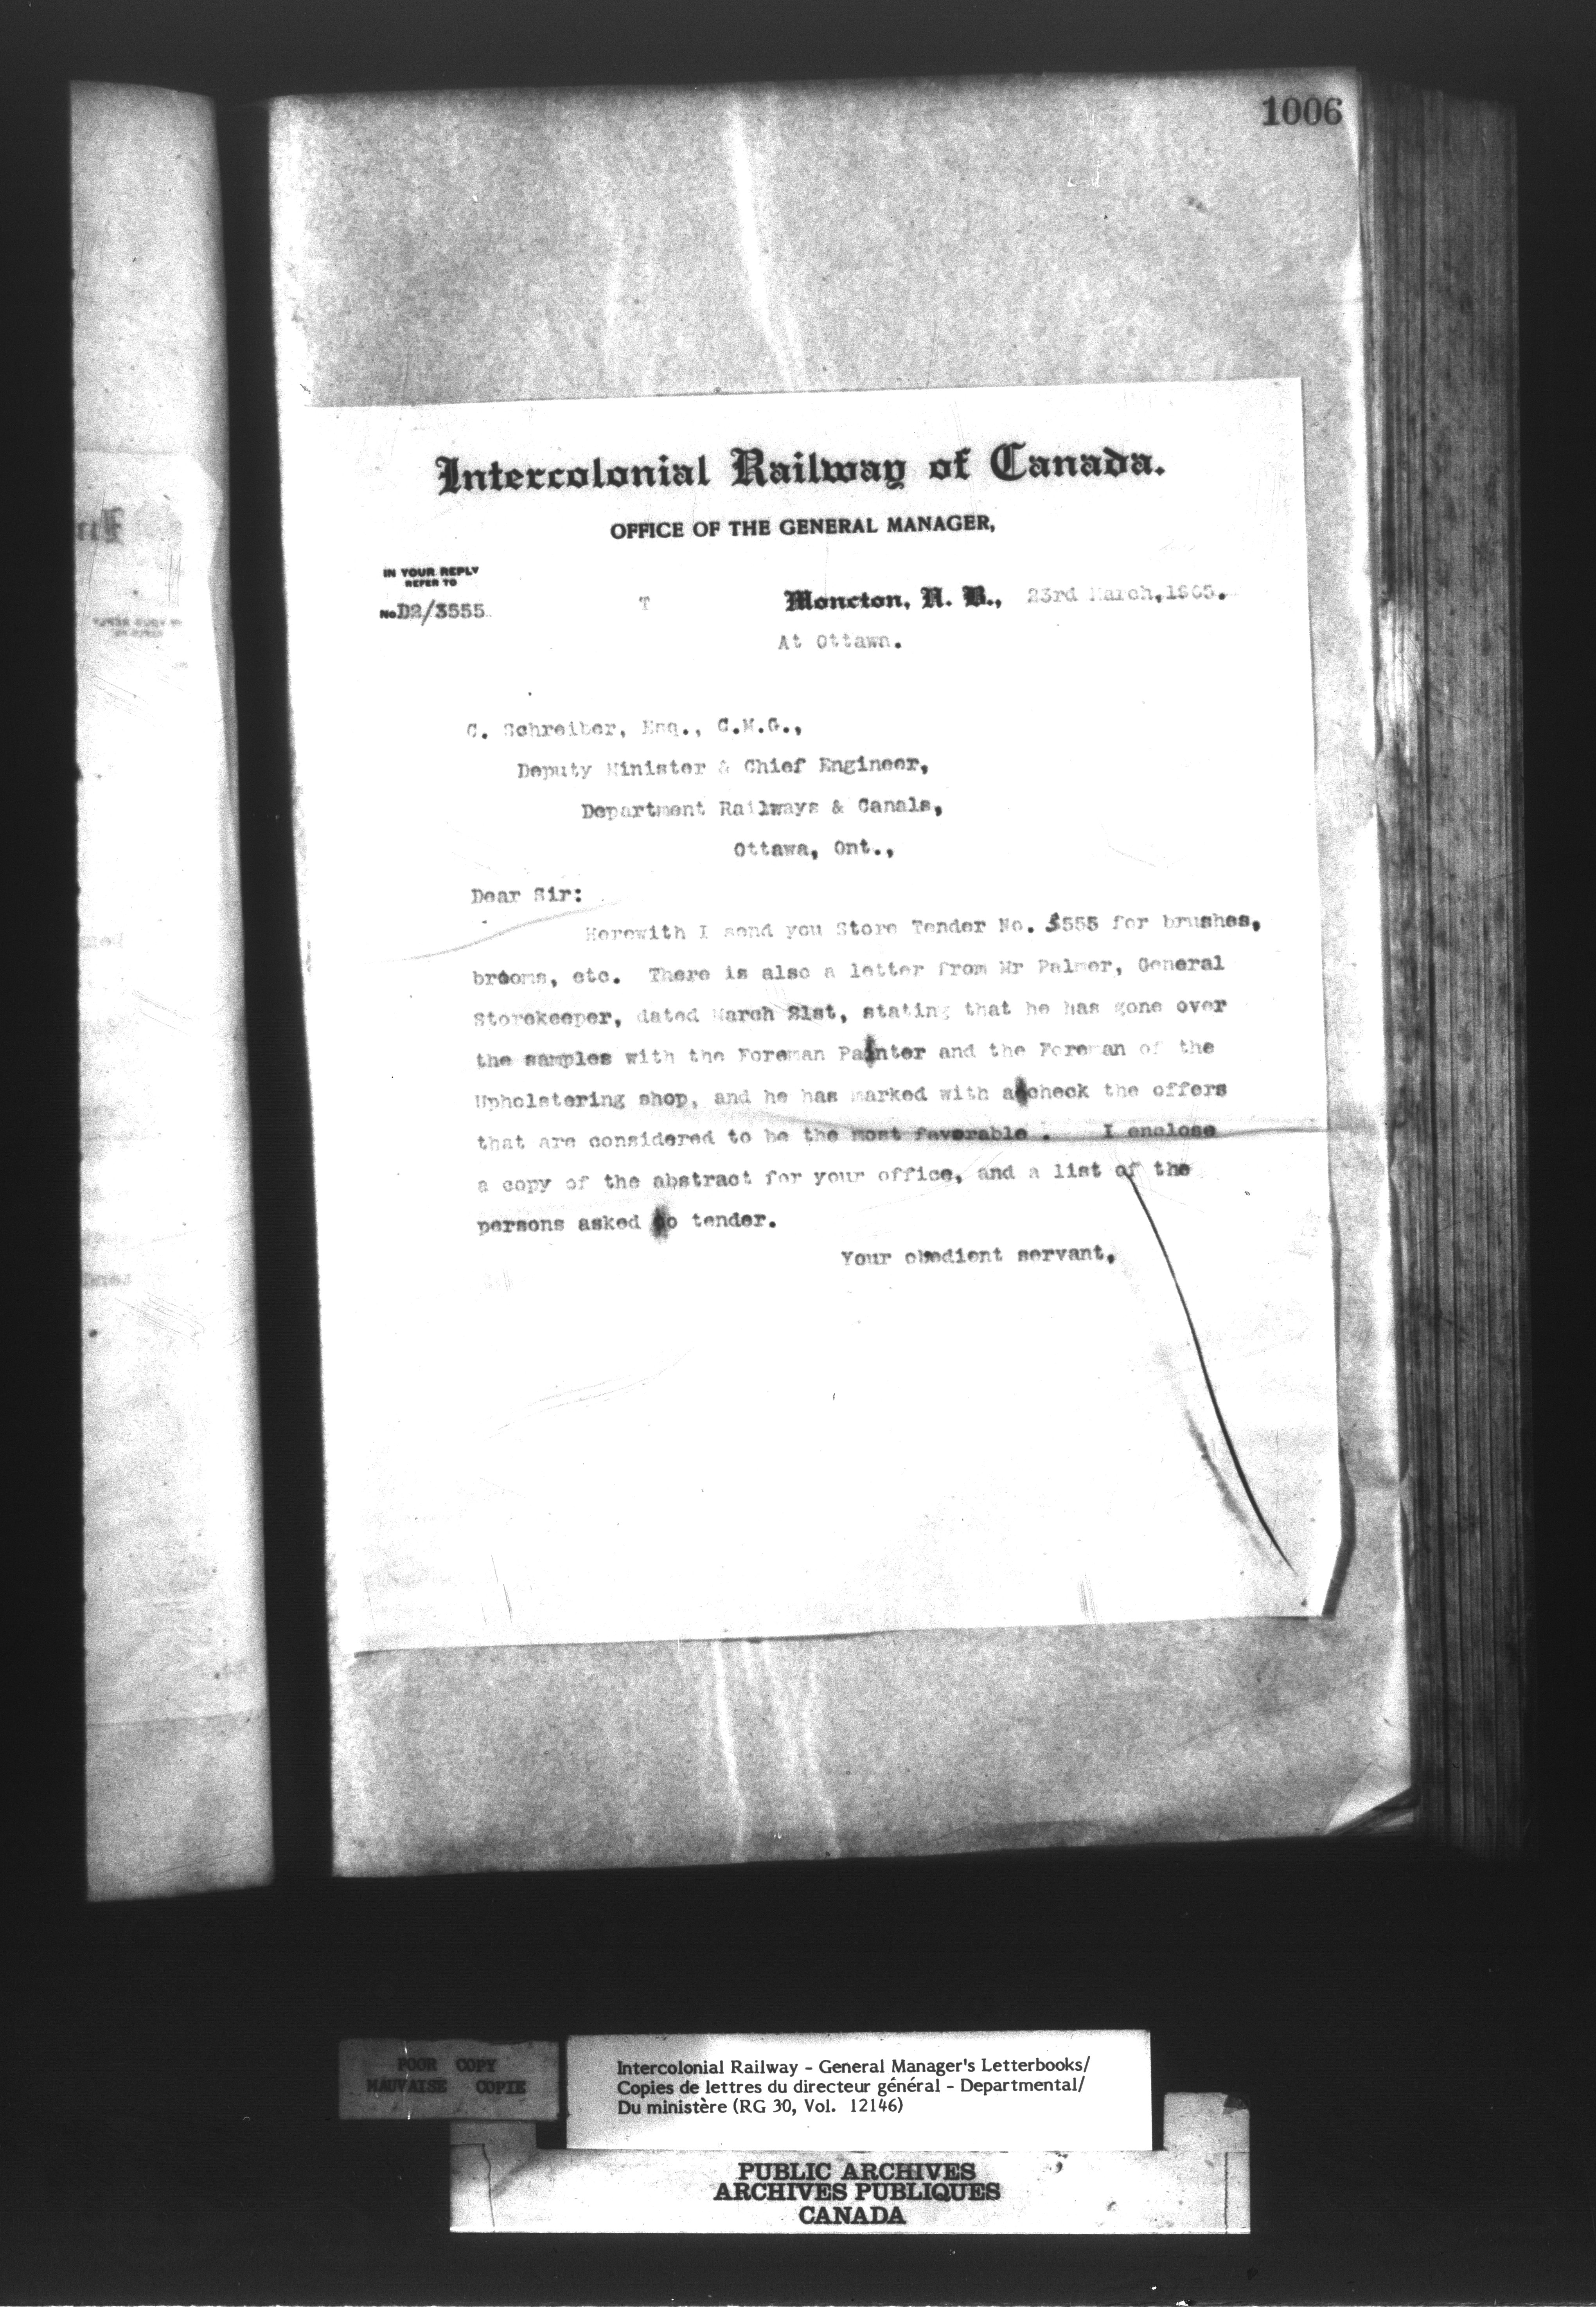 1006
Intercolonial Railway of Canada.
OFFICE OF THE GENERAL MANAGER,
IN YOUR REPLY
REFER TO
No. D2/3555
T
Moncton, N. B., 23rd March, 1905.
At Ottawa.
C. Schreiber, Esq., C.M.G.,
Deputy Minister & Chief Engineer,
Department Railways & Canals,
Ottawa, Ont.,
Dear Sir:
Herewith I send you Store Tender No. 3555 for brushes,
brooms, etc. There is also a letter from Mr Palmer, General
Storekeeper, dated March 21st, stating that he has gone over
the samples with the Foreman Painter and the Foreman of the
Upholstering shop, and he has marked with a check the offers
that are considered to be the most favorable . I enclose
a copy of the abstract for your office, and a list of the
persons asked to tender.
Your obedient servant,
POOR COPY
MAUVAISE COPIE
Intercolonial Railway - General Manager's Letterbooks/
Copies de lettres du directeur général - Departmental/
Du ministère (RG 30, Vol. 12146)
PUBLIC ARCHIVES
ARCHIVES PUBLIQUES
CANADA